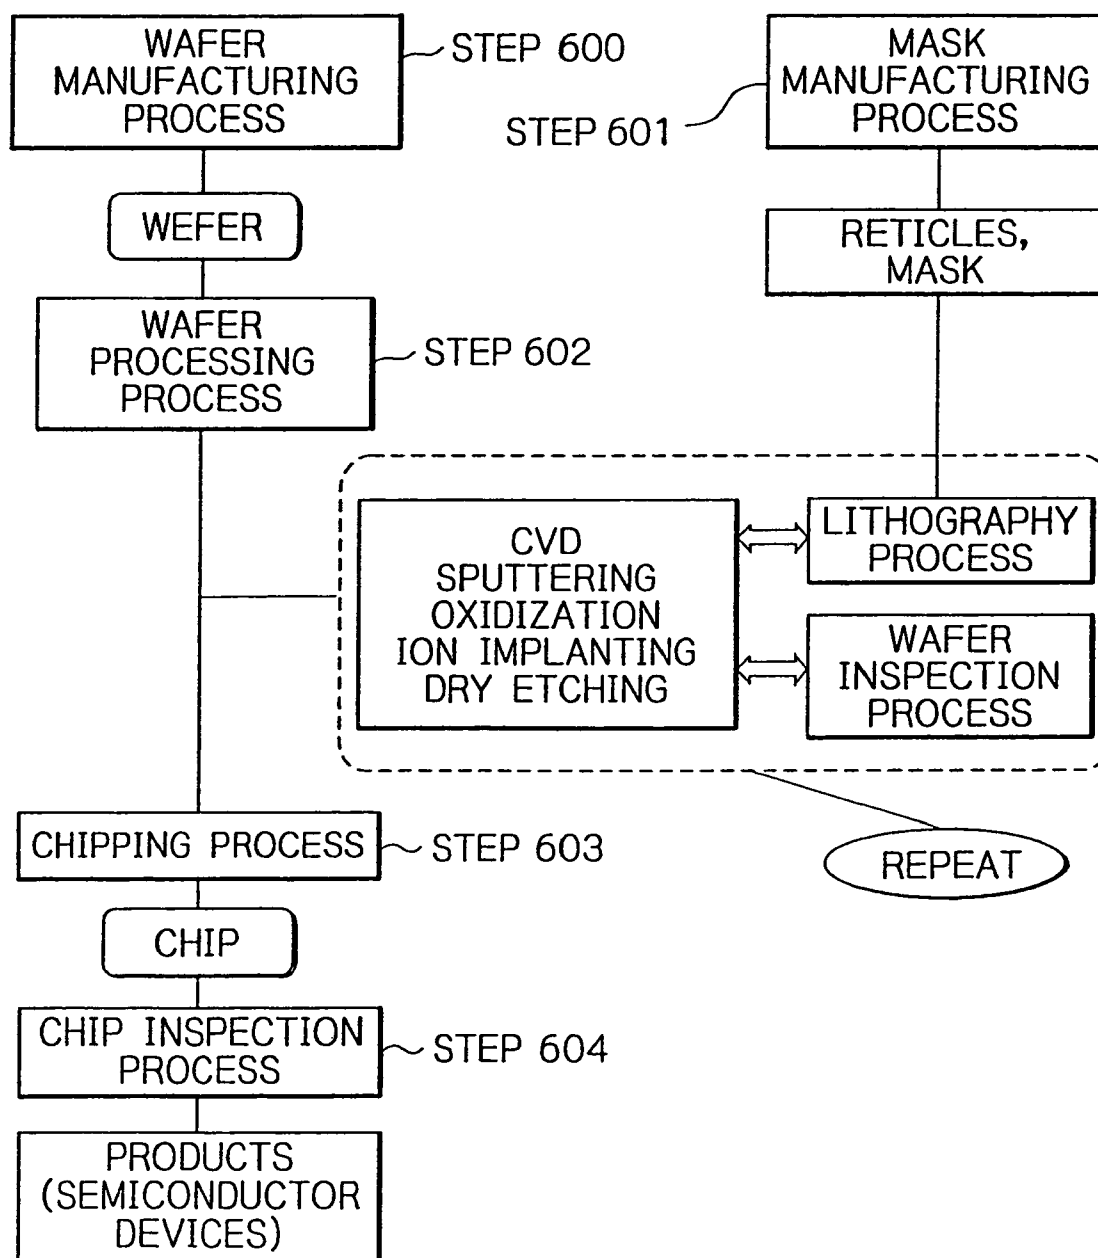 WAFER
MANUFACTURING
PROCESS
STEP 600
MASK
MANUFACTURING
PROCESS
STEP 601
WEFER
RETICLES,
MASK
WAFER
PROCESSING
PROCESS
STEP 602
CVD
SPUTTERING
OXIDIZATION
ION IMPLANTING
DRY ETCHING
LITHOGRAPHY
PROCESS
WAFER
INSPECTION
PROCESS
REPEAT
CHIPPING PROCESS
STEP 603
CHIP
CHIP INSPECTION
PROCESS
STEP 604
PRODUCTS
(SEMICONDUCTOR
DEVICES)